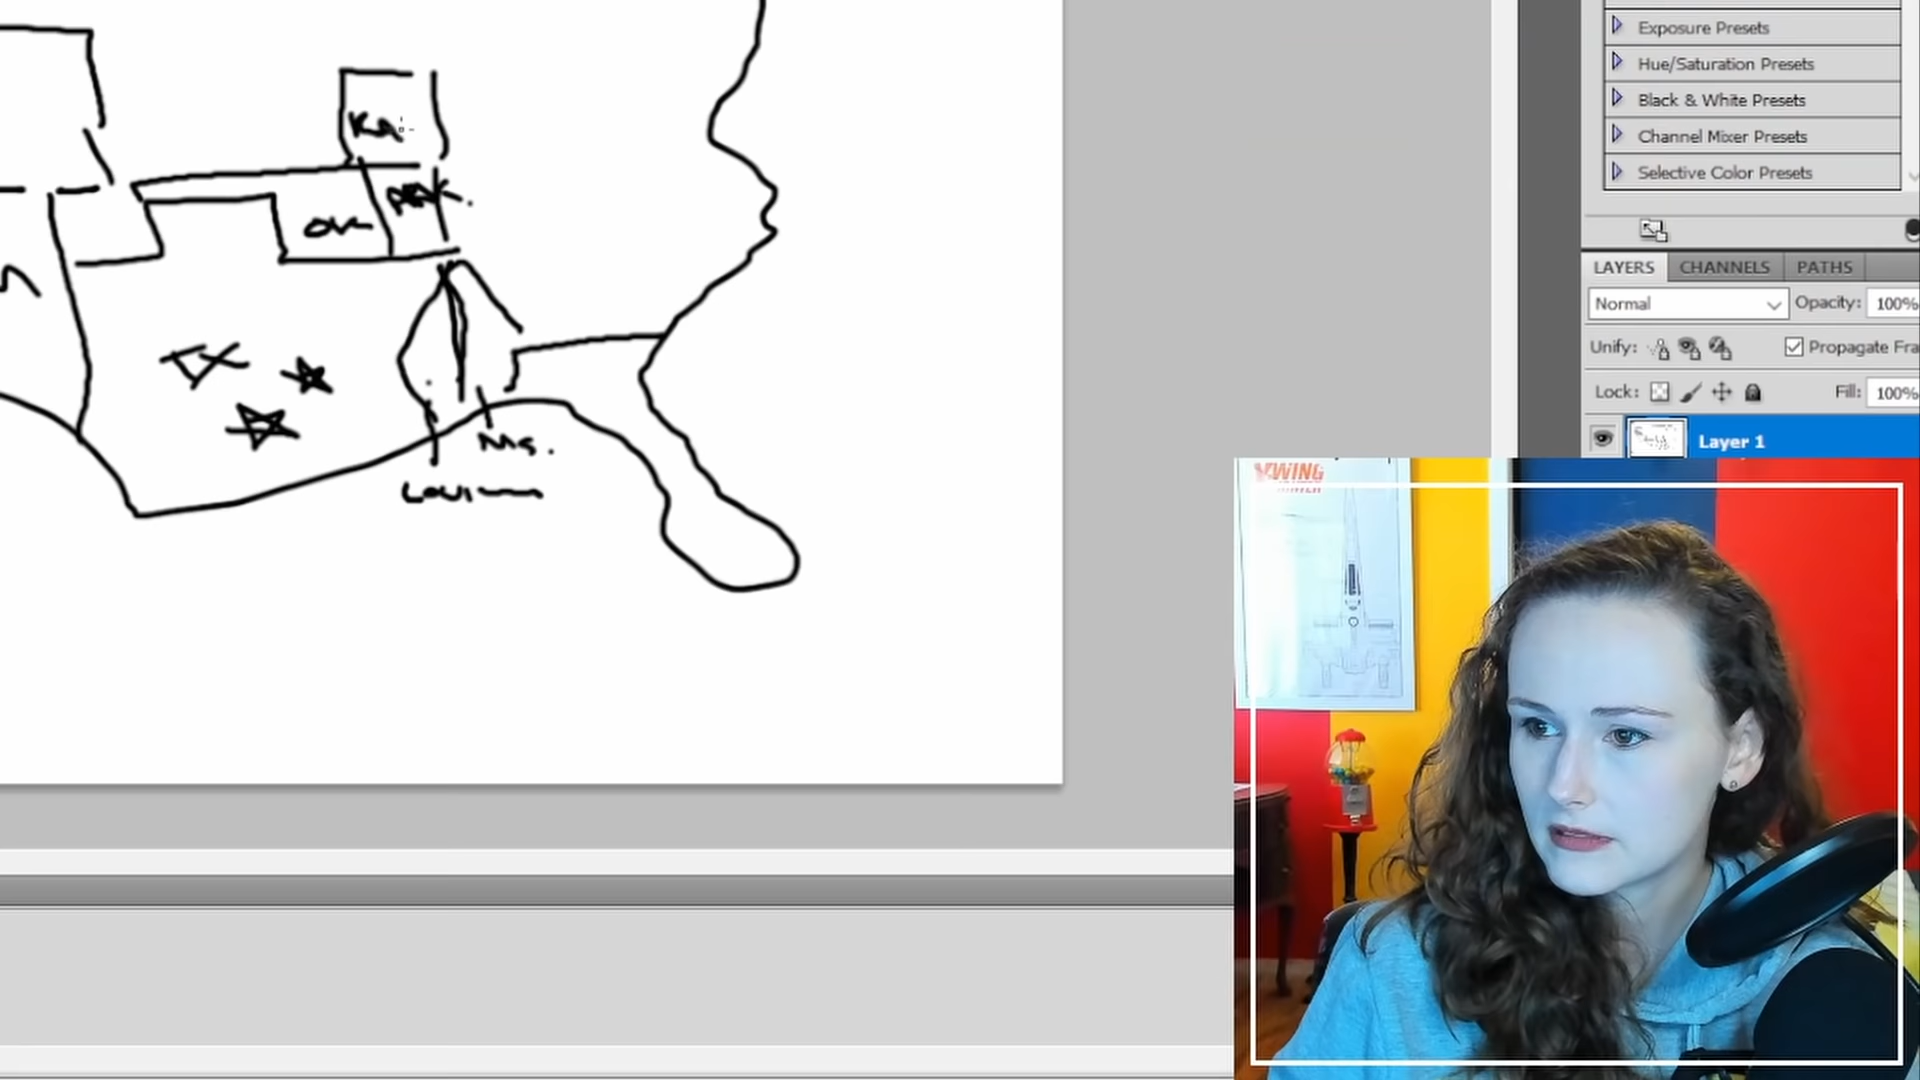 Exposure Presets
Hue/Saturation Presets
Black & White Presets
Channel Mixer Presets
Selective Color Presets
LAYERS CHANNELS PATHS
Normal Opacity: 100%
Unify: Propagate Fra
Lock: Fill: 100%
Layer 1
Ka
OK
TX
Ms.
XWING